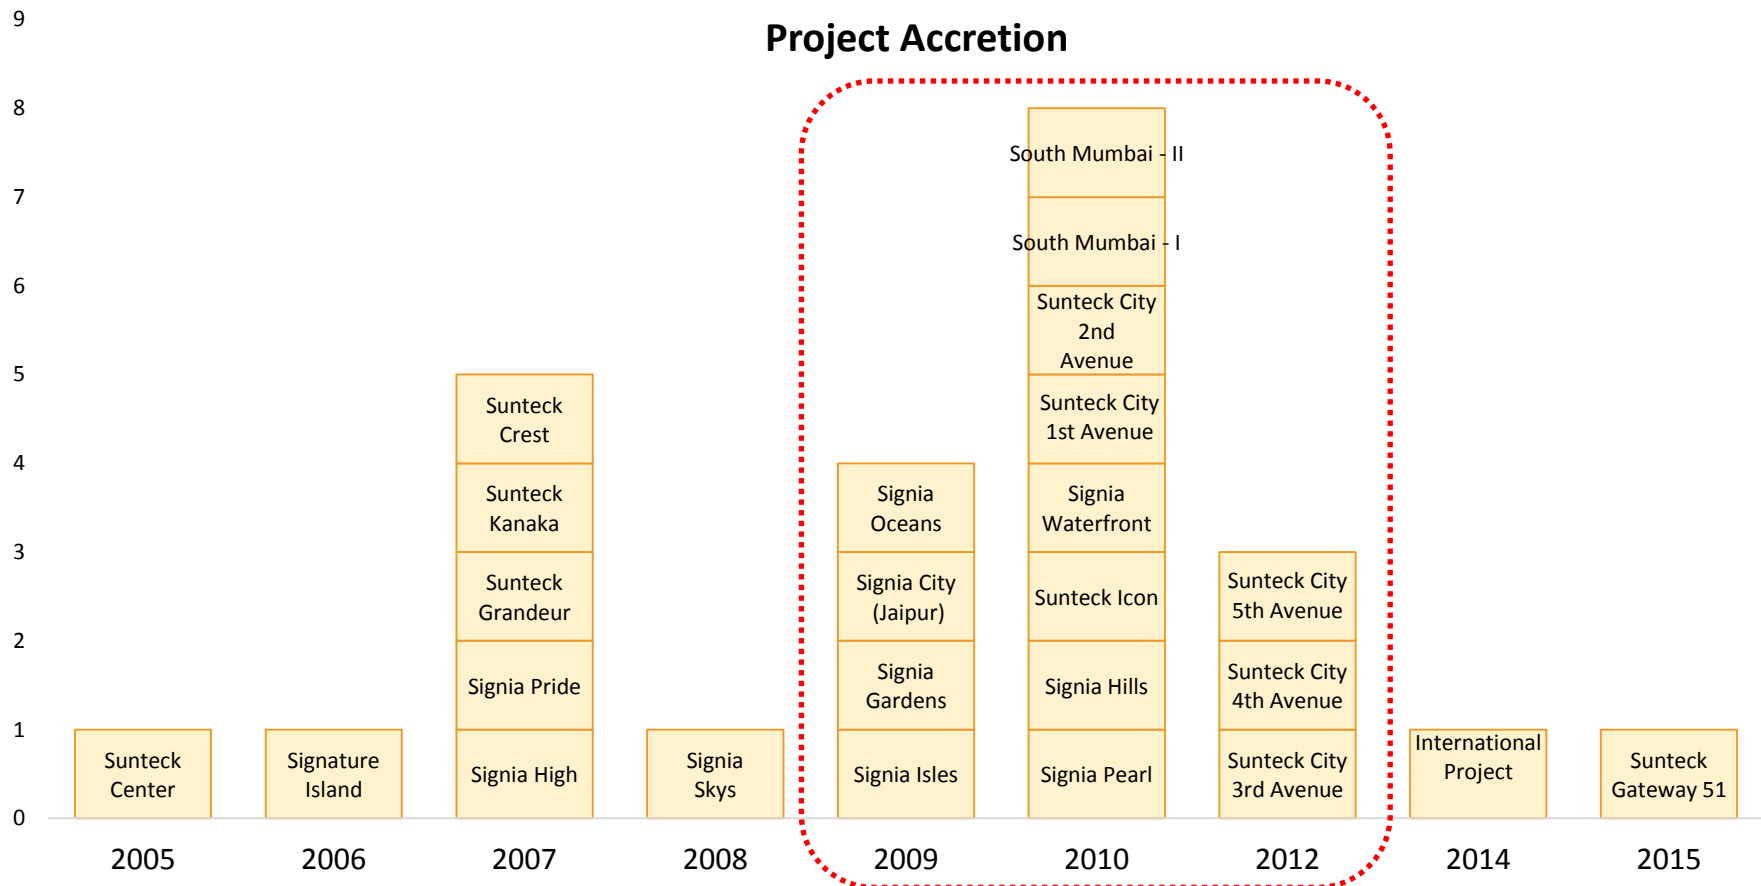 Project Accretion
9
8
7
6
5
4
3
2
1
0
Sunteck
Center
Signature
Island
Sunteck
Crest
Sunteck
Kanaka
Sunteck
Grandeur
Signia Pride
Signia High
Signia
Skys
Signia
Oceans
Signia City
(Jaipur)
Signia
Gardens
Signia Isles
South Mumbai - II
South Mumbai - I
Sunteck City
2nd
Avenue
Sunteck City
1st Avenue
Signia
Waterfront
Sunteck Icon
Signia Hills
Signia Pearl
Sunteck City
5th Avenue
Sunteck City
4th Avenue
Sunteck City
3rd Avenue
International
Project
Sunteck
Gateway 51
2005
2006
2007
2008
2009
2010
2012
2014
2015